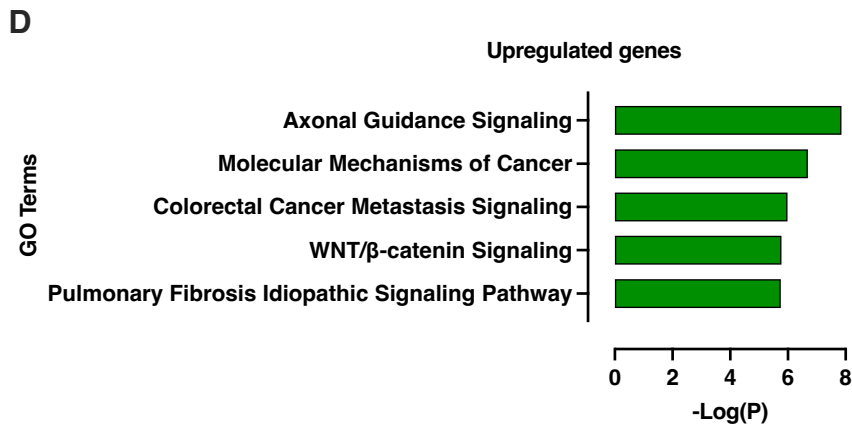 D
Upregulated genes
GO Terms
Axonal Guidance Signaling
Molecular Mechanisms of Cancer
Colorectal Cancer Metastasis Signaling
WNT/β-catenin Signaling
Pulmonary Fibrosis Idiopathic Signaling Pathway
0 2 4 6 8
-Log(P)